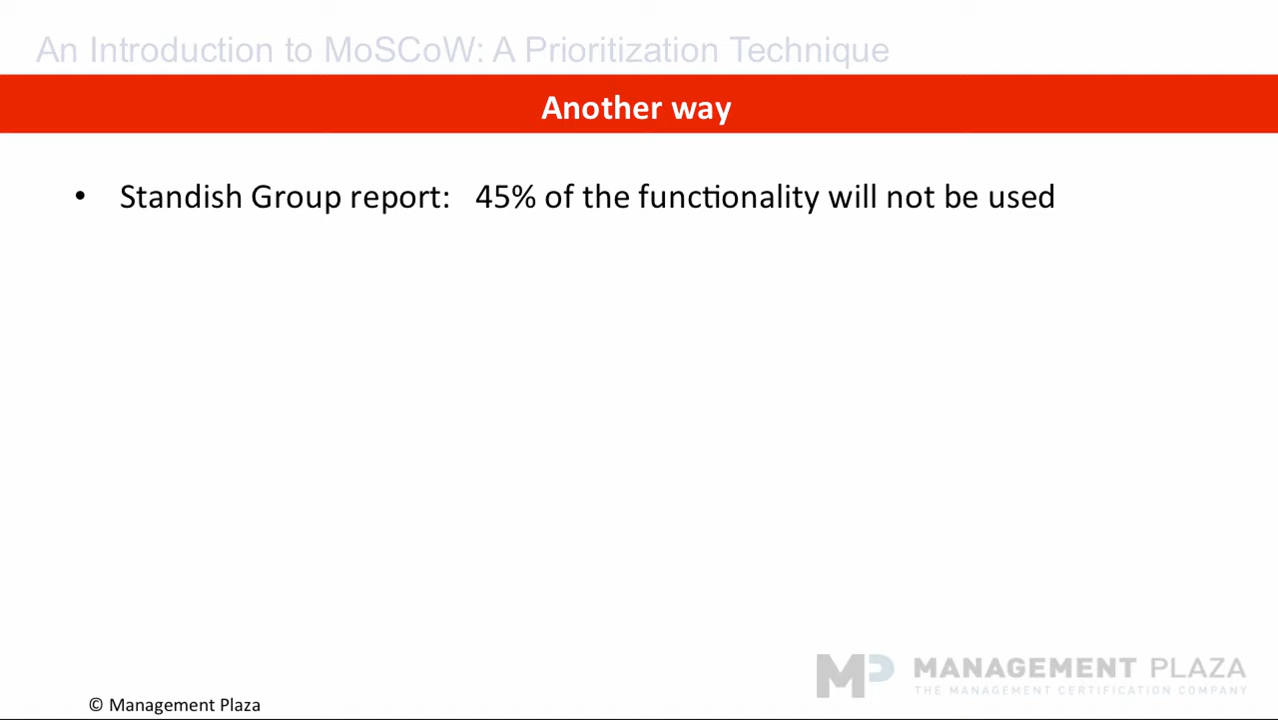 An Introduction to MoSCoW: A Prioritization Technique
Another way
• Standish Group report: 45% of the functionality will not be used
MP MANAGEMENT PLAZA
THE MANAGEMENT CERTIFICATION COMPANY
© Management Plaza